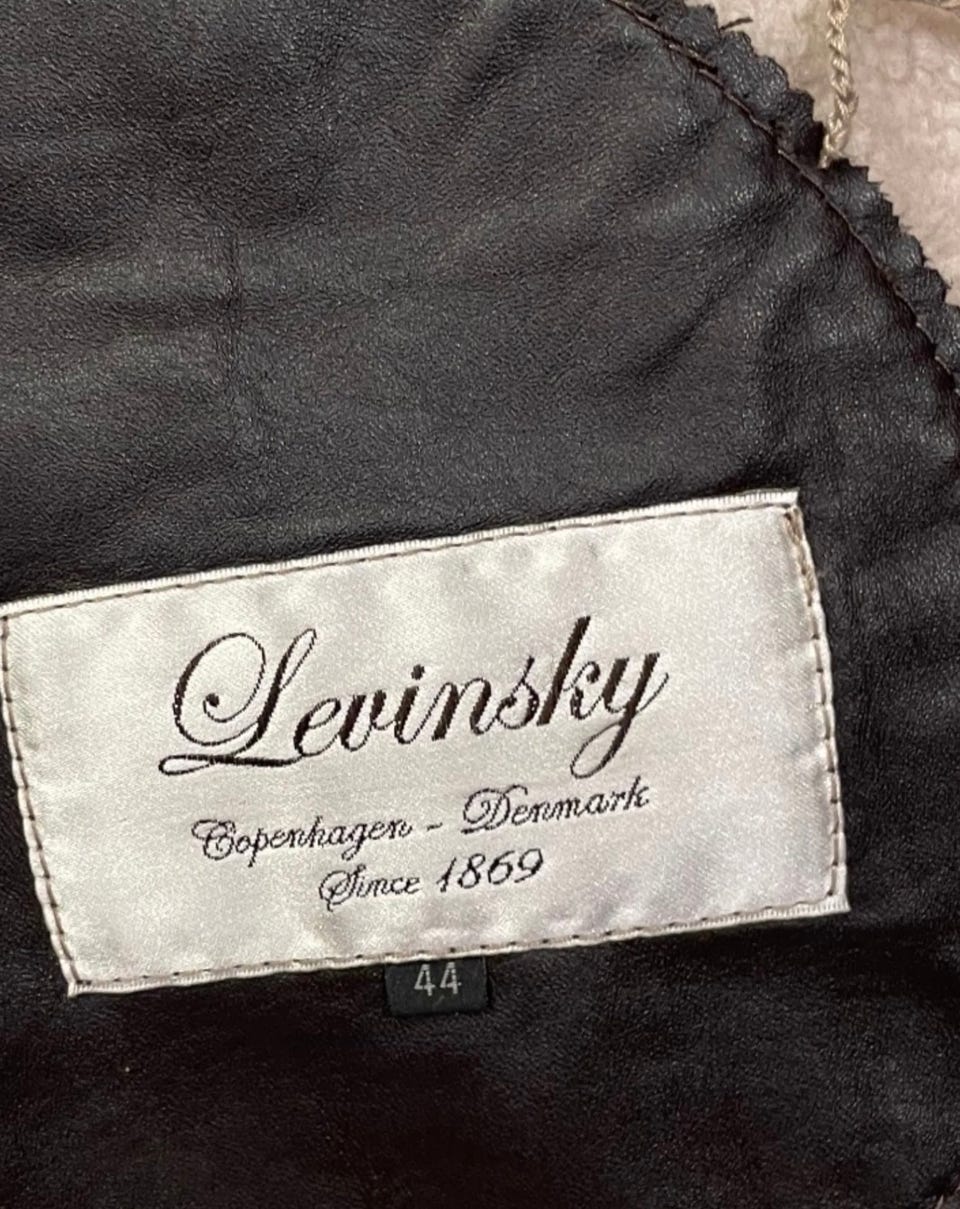 Levinsky
Copenhagen - Denmark
Since 1869
44